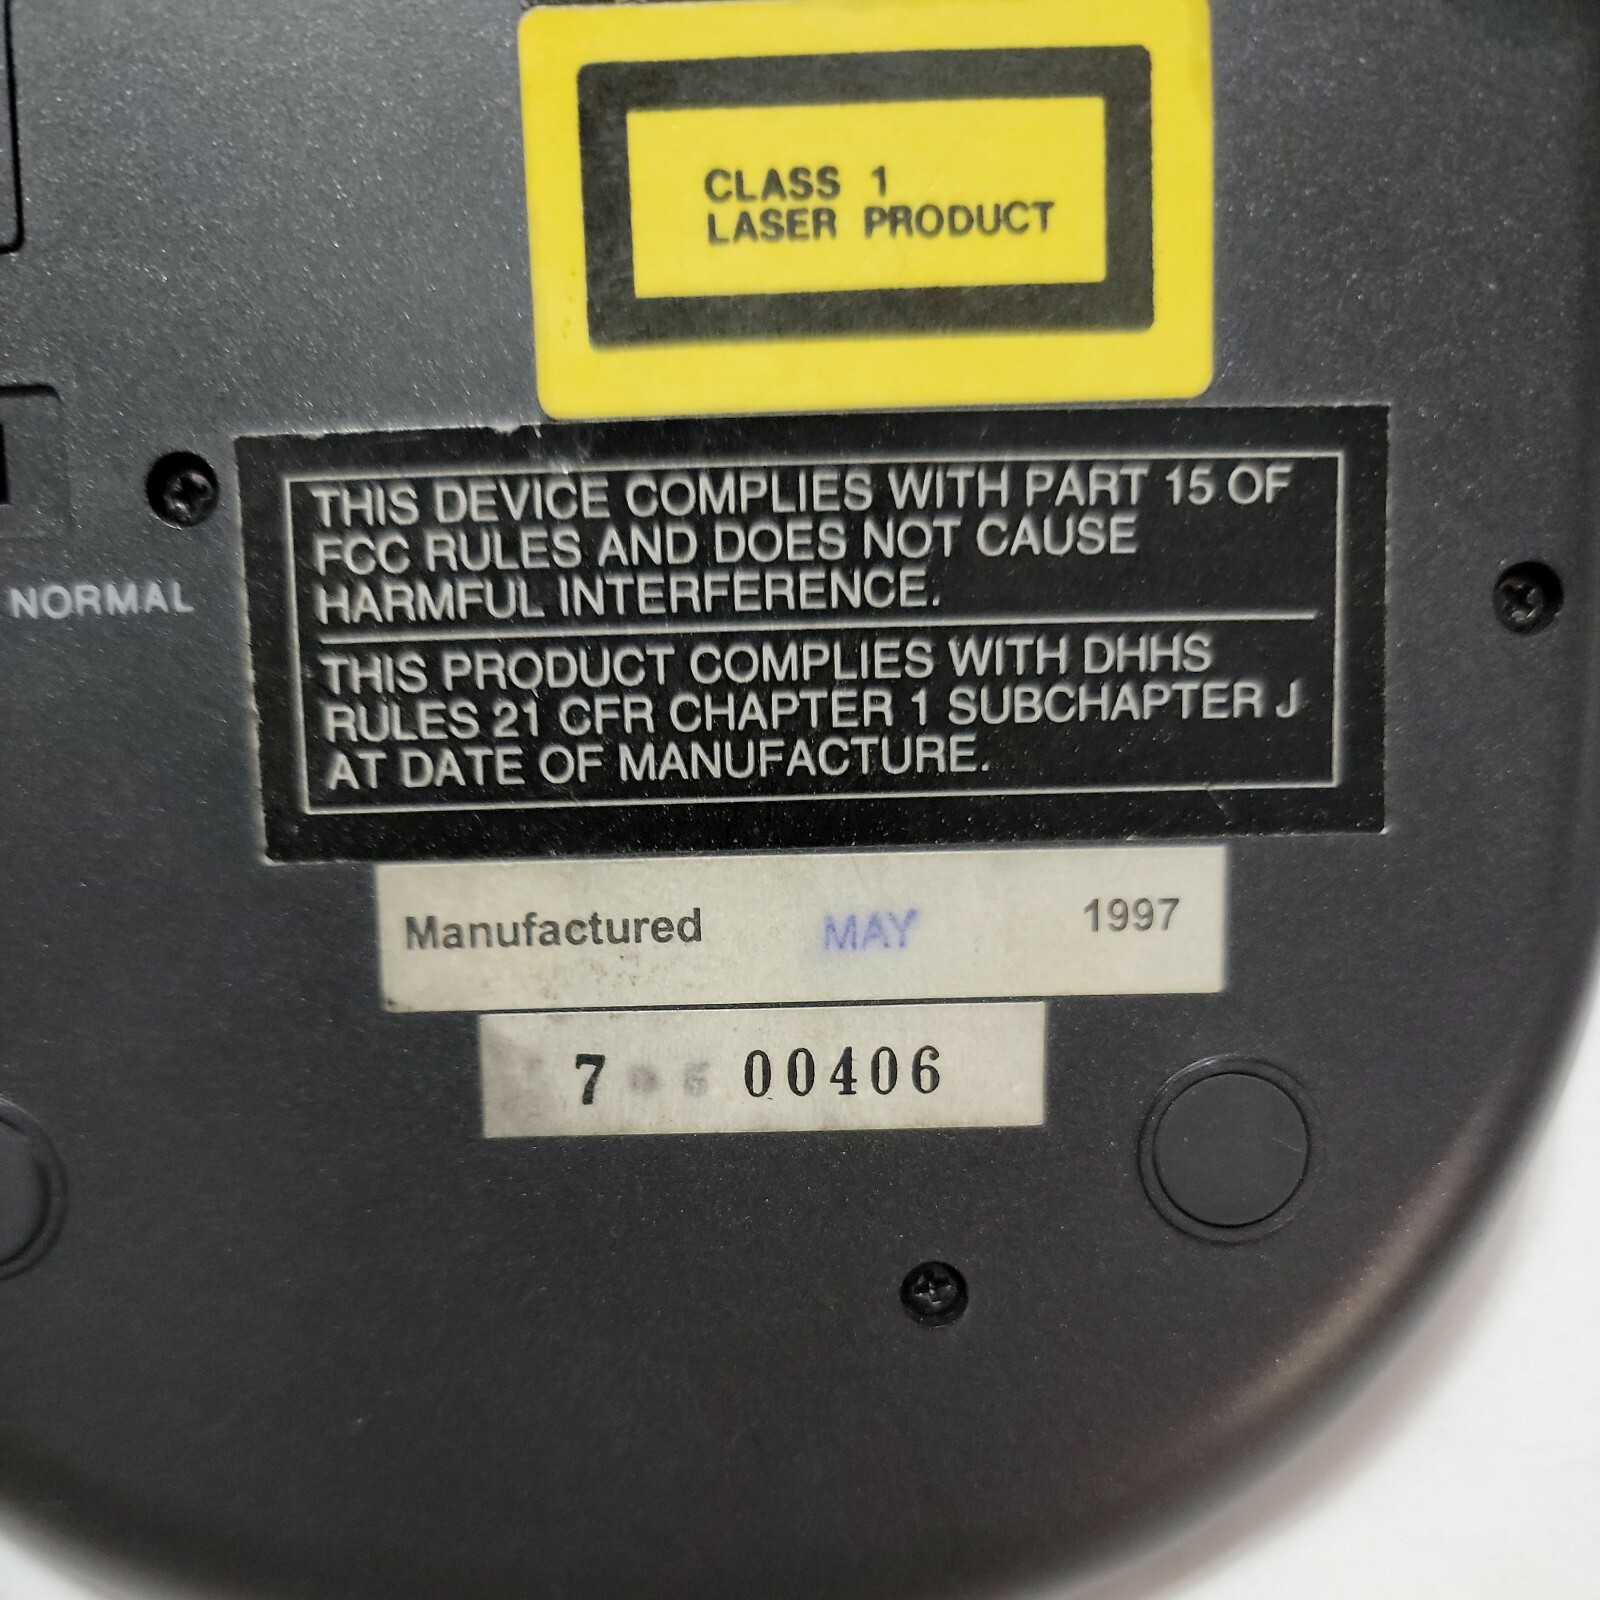 CLASS 1
LASER PRODUCT
THIS DEVICE COMPLIES WITH PART 15 OF
FCC RULES AND DOES NOT CAUSE
HARMFUL INTERFERENCE.
NORMAL
THIS PRODUCT COMPLIES WITH DHHS
RULES 21 CFR CHAPTER 1 SUBCHAPTER J
AT DATE OF MANUFACTURE.
Manufactured MAY 1997
7 00406